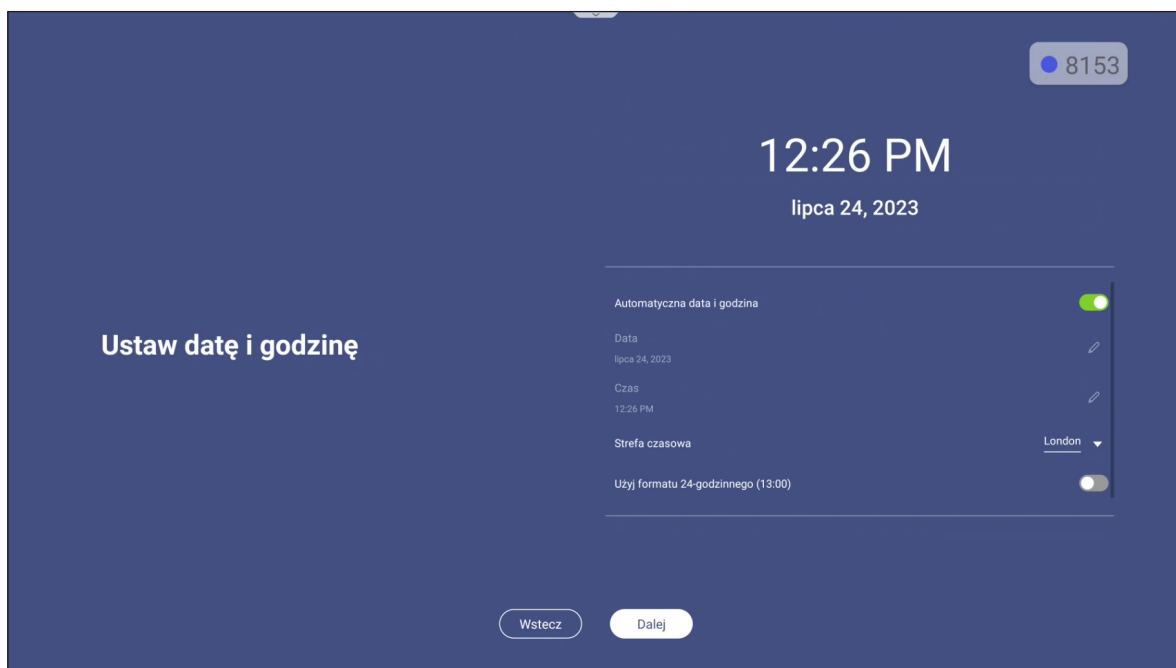 8153
12:26 PM
lipca 24, 2023
Ustaw datę i godzinę
Automatyczna data i godzina
Data
lipca 24, 2023
Czas
12:26 PM
Strefa czasowa
London
Użyj formatu 24-godzinnego (13:00)
Wstecz
Dalej